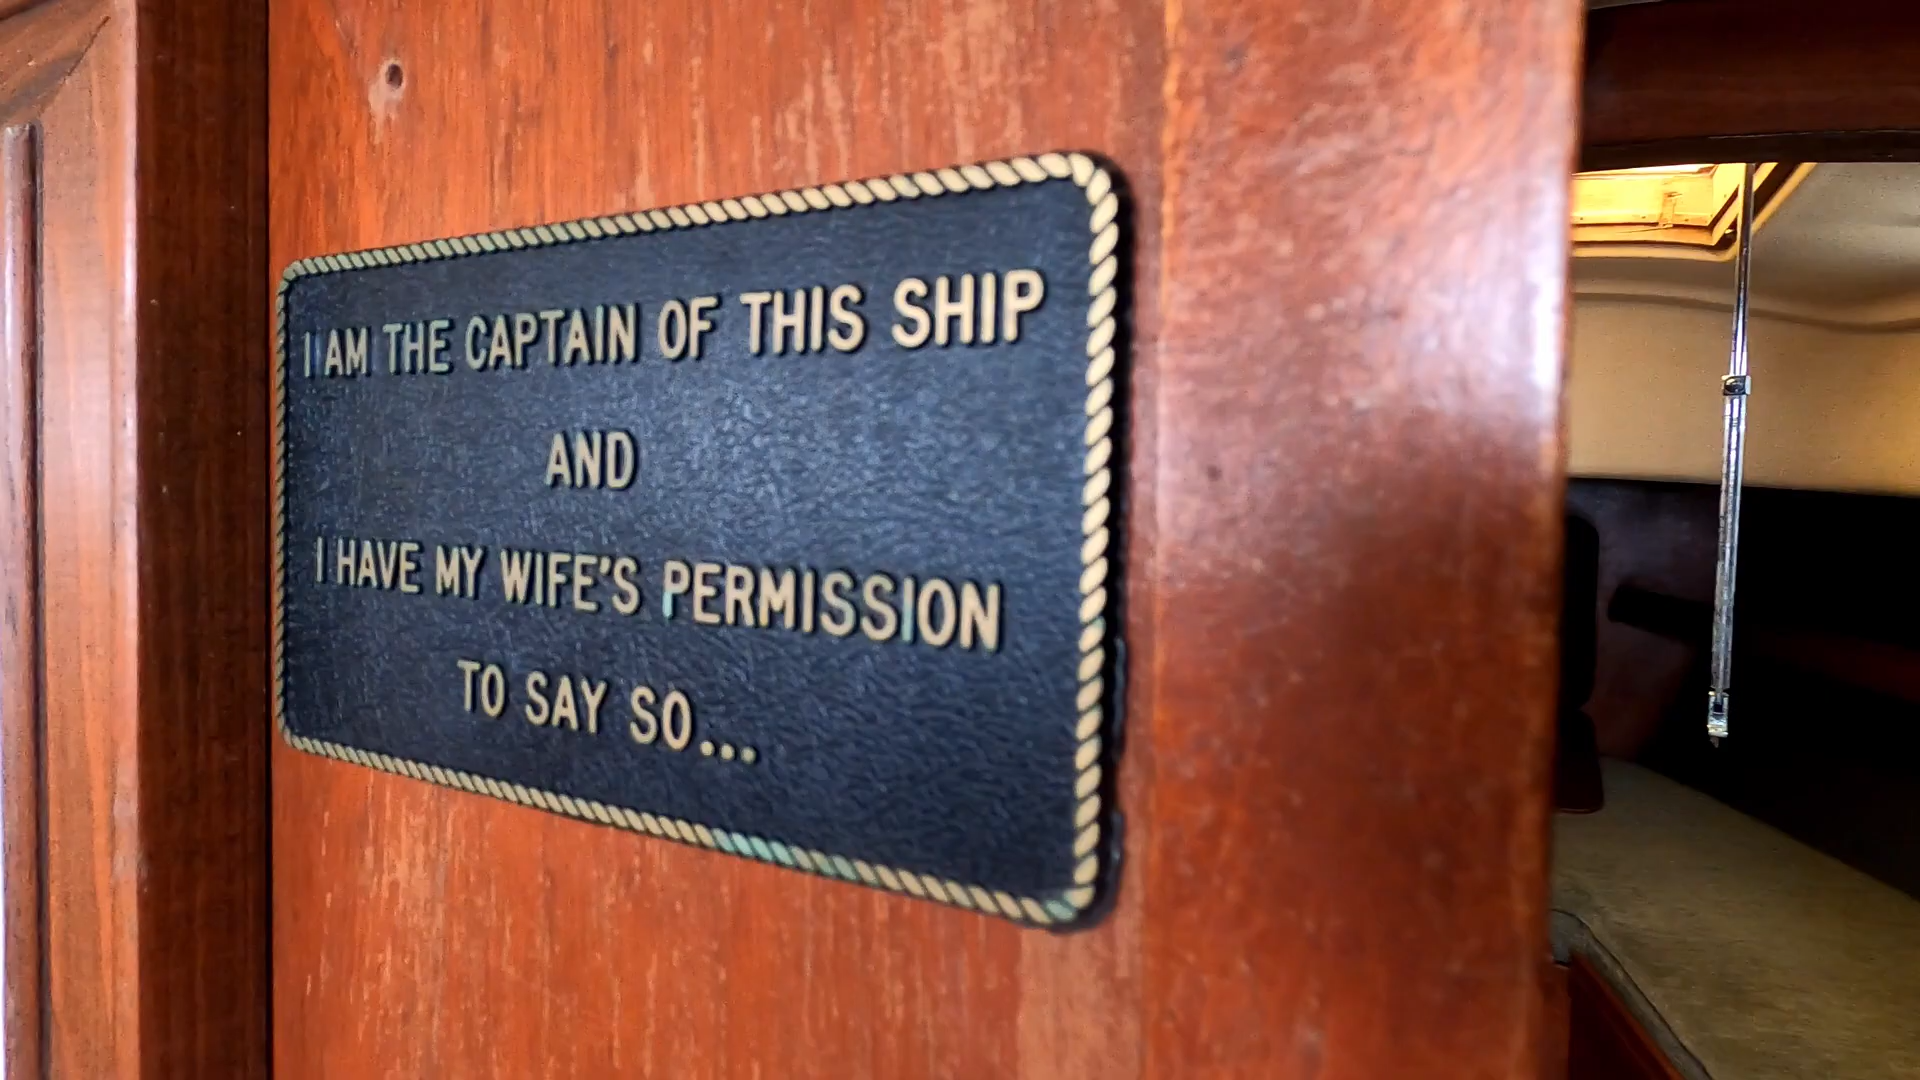 I AM THE CAPTAIN OF THIS SHIP
AND
I HAVE MY WIFE'S PERMISSION
TO SAY SO...